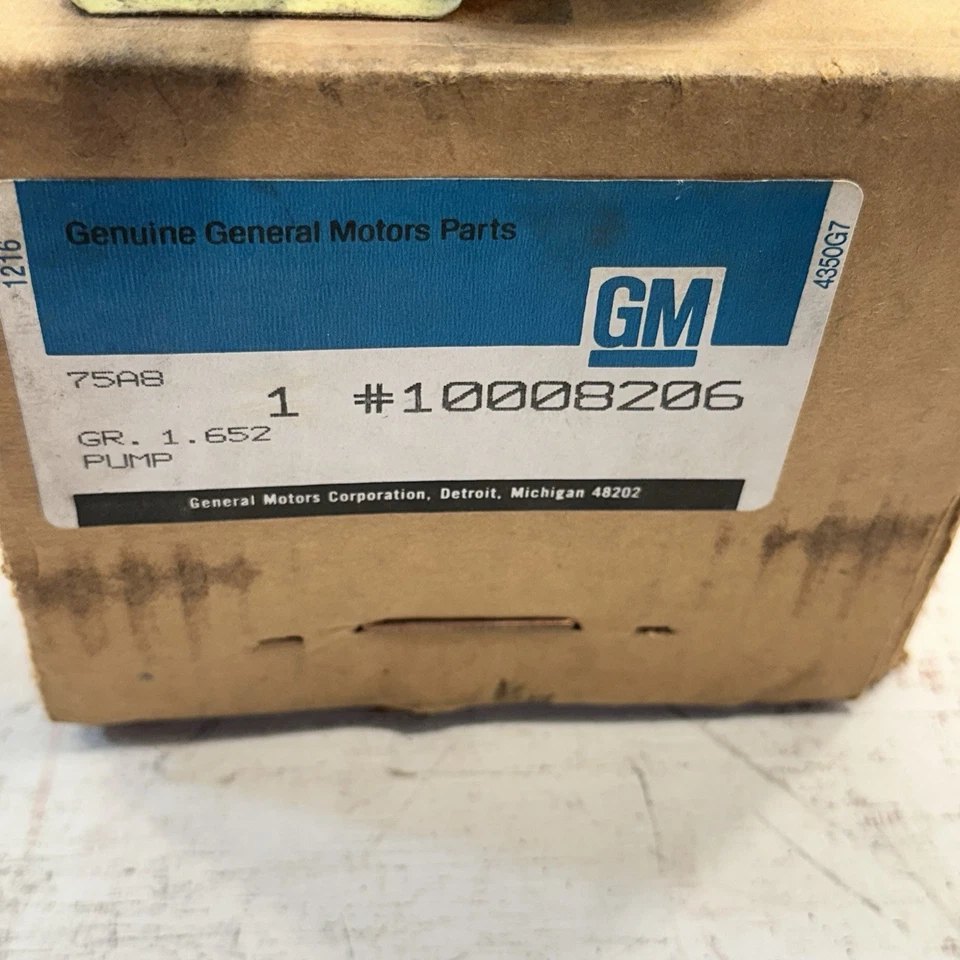 Genuine General Motors Parts
1216
4350G7
GM
75A8
1 #10008206
GR. 1.652
PUMP
General Motors Corporation, Detroit, Michigan 48202